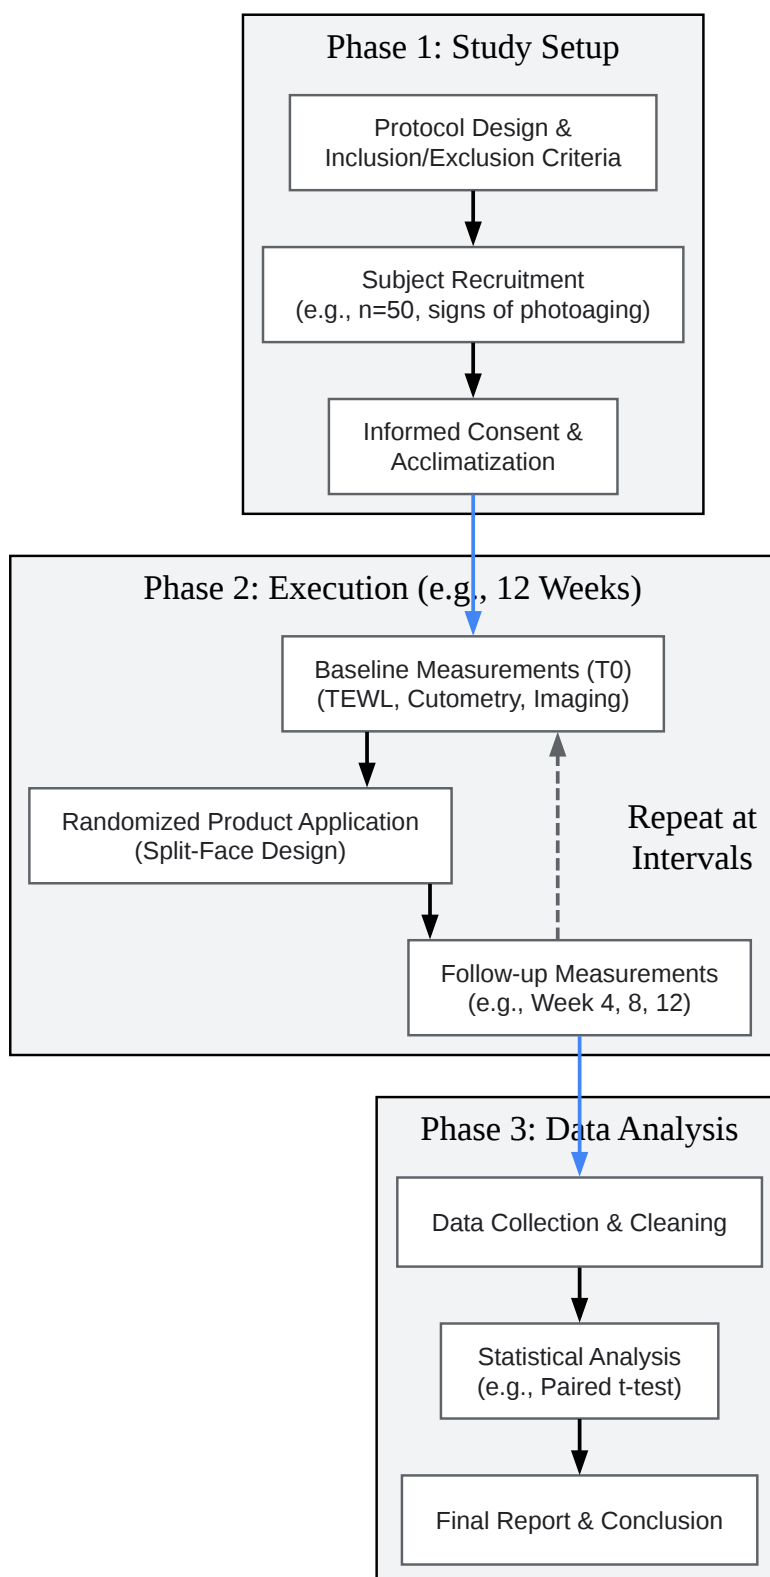 Phase 1: Study Setup
Protocol Design &
Inclusion/Exclusion Criteria
Subject Recruitment
(e.g., n=50, signs of photoaging)
Informed Consent &
Acclimatization
Phase 2: Execution (e.g., 12 Weeks)
Baseline Measurements (T0)
(TEWL, Cutometry, Imaging)
Randomized Product Application
(Split-Face Design)
Repeat at
Intervals
Follow-up Measurements
(e.g., Week 4, 8, 12)
Phase 3: Data Analysis
Data Collection & Cleaning
Statistical Analysis
(e.g., Paired t-test)
Final Report & Conclusion